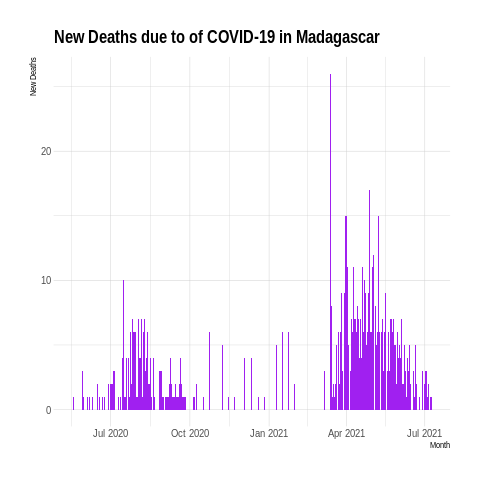 New Deaths due to of COVID-19 in Madagascar
New Deaths
20
10
0
Jul 2020
Oct 2020
Jan 2021
Apr 2021
Jul 2021
Month